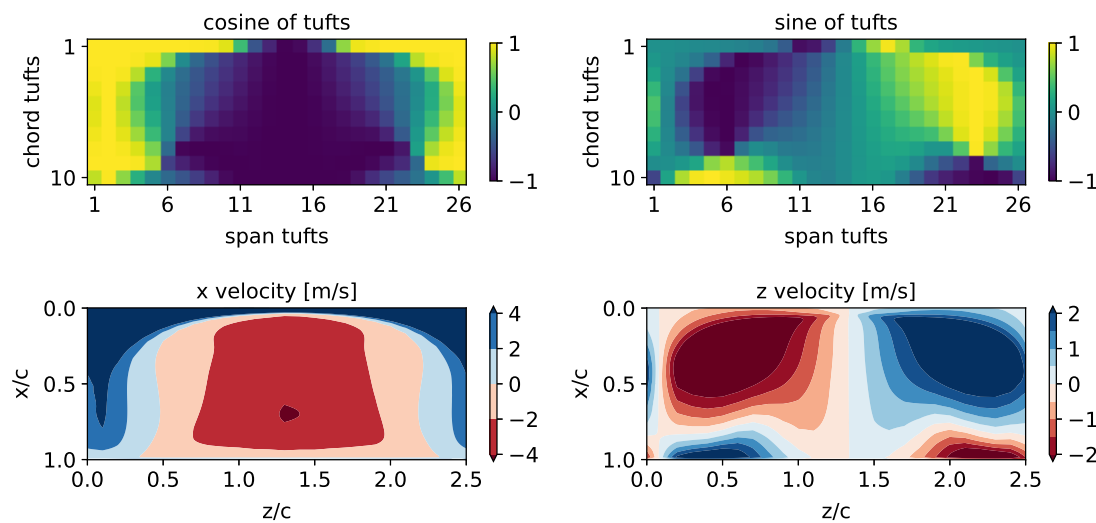 cosine of tufts
sine of tufts
1
10
chord tufts
1 6 11 16 21 26
span tufts
1
0
−1
1
10
chord tufts
1 6 11 16 21 26
span tufts
1
0
−1
x velocity [m/s]
z velocity [m/s]
0.0
0.5
1.0
x/c
0.0 0.5 1.0 1.5 2.0 2.5
z/c
4
2
0
−2
−4
0.0
0.5
1.0
x/c
0.0 0.5 1.0 1.5 2.0 2.5
z/c
2
1
0
−1
−2